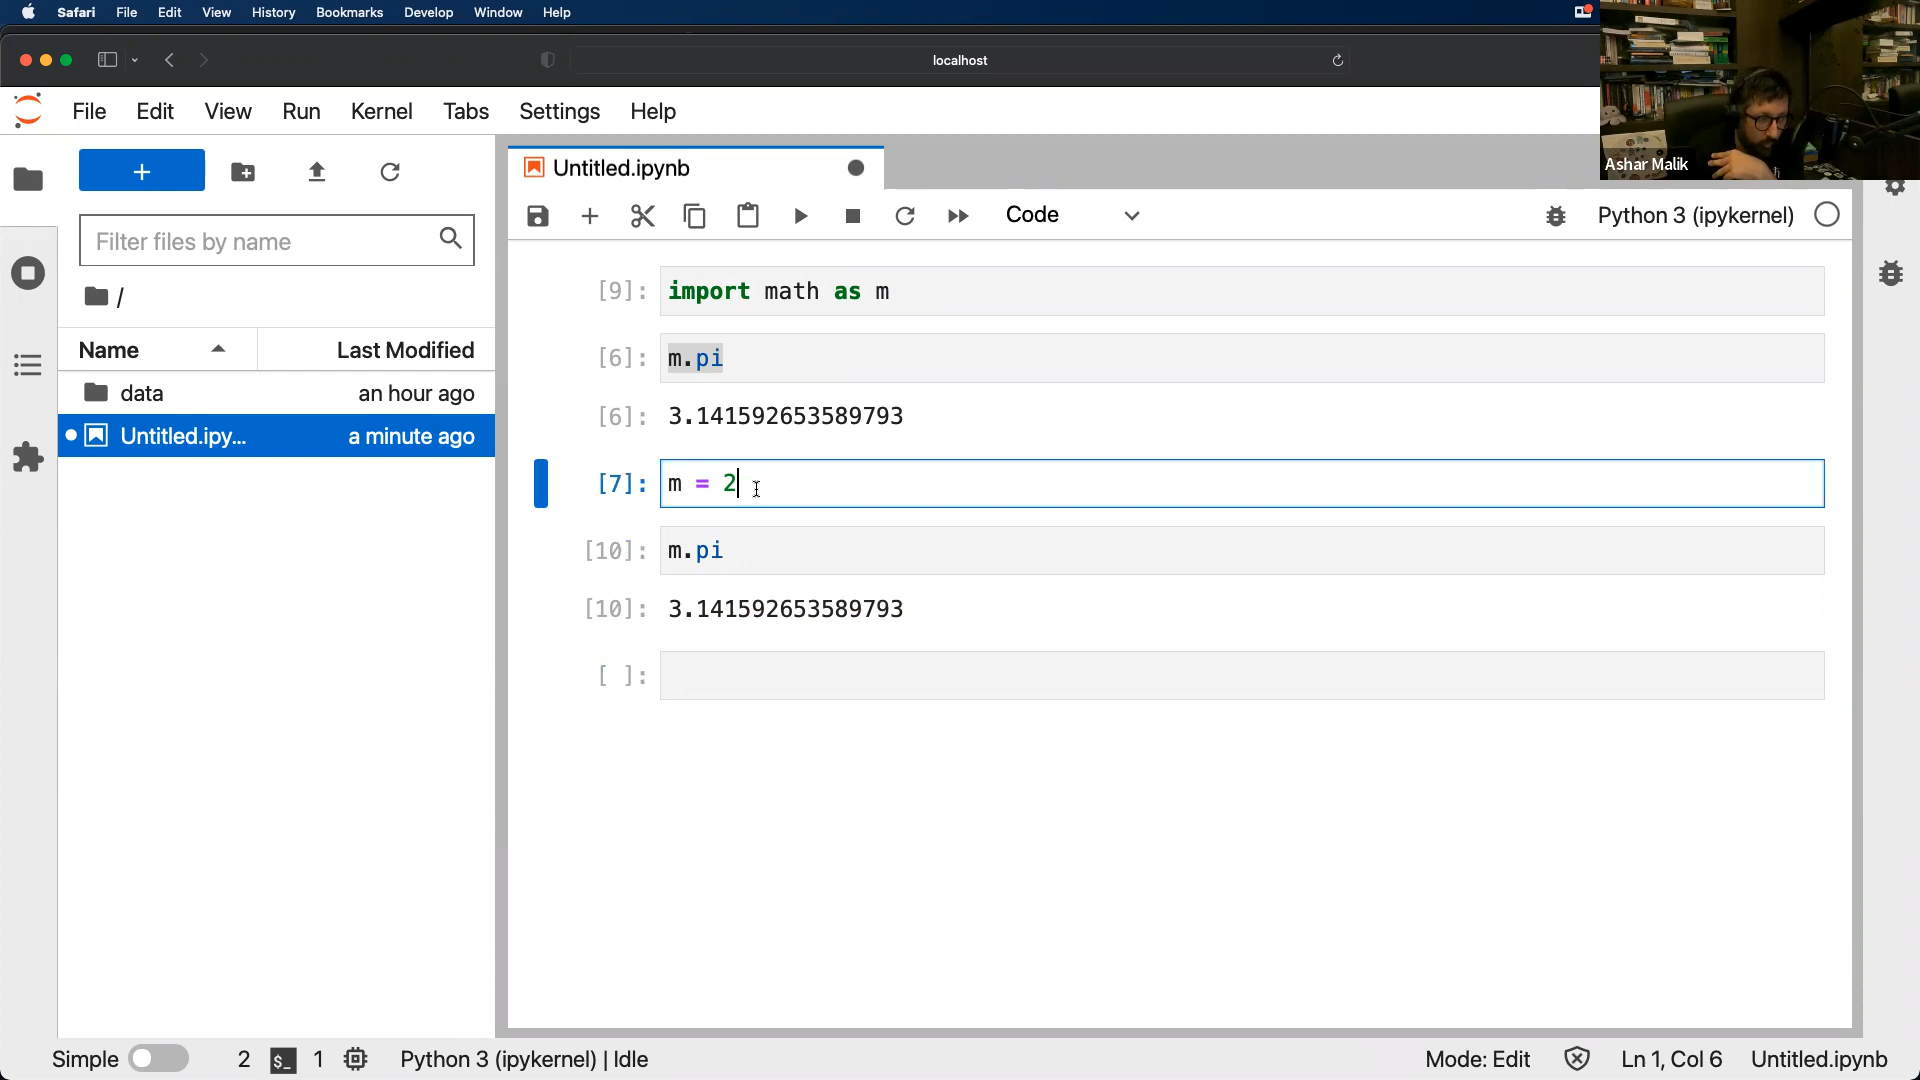 Safari File Edit View History Bookmarks Develop Window Help
localhost
Ashar Malik
File Edit View Run Kernel Tabs Settings Help
Untitled.ipynb
Code
Python 3 (ipykernel)
Filter files by name
/
Name Last Modified
data an hour ago
Untitled.ipy... a minute ago
[9]: import math as m
[6]: m.pi
[6]: 3.141592653589793
[7]: m = 2
[10]: m.pi
[10]: 3.141592653589793
[ ]:
Simple 2 $_ 1 Python 3 (ipykernel) | Idle Mode: Edit Ln 1, Col 6 Untitled.ipynb